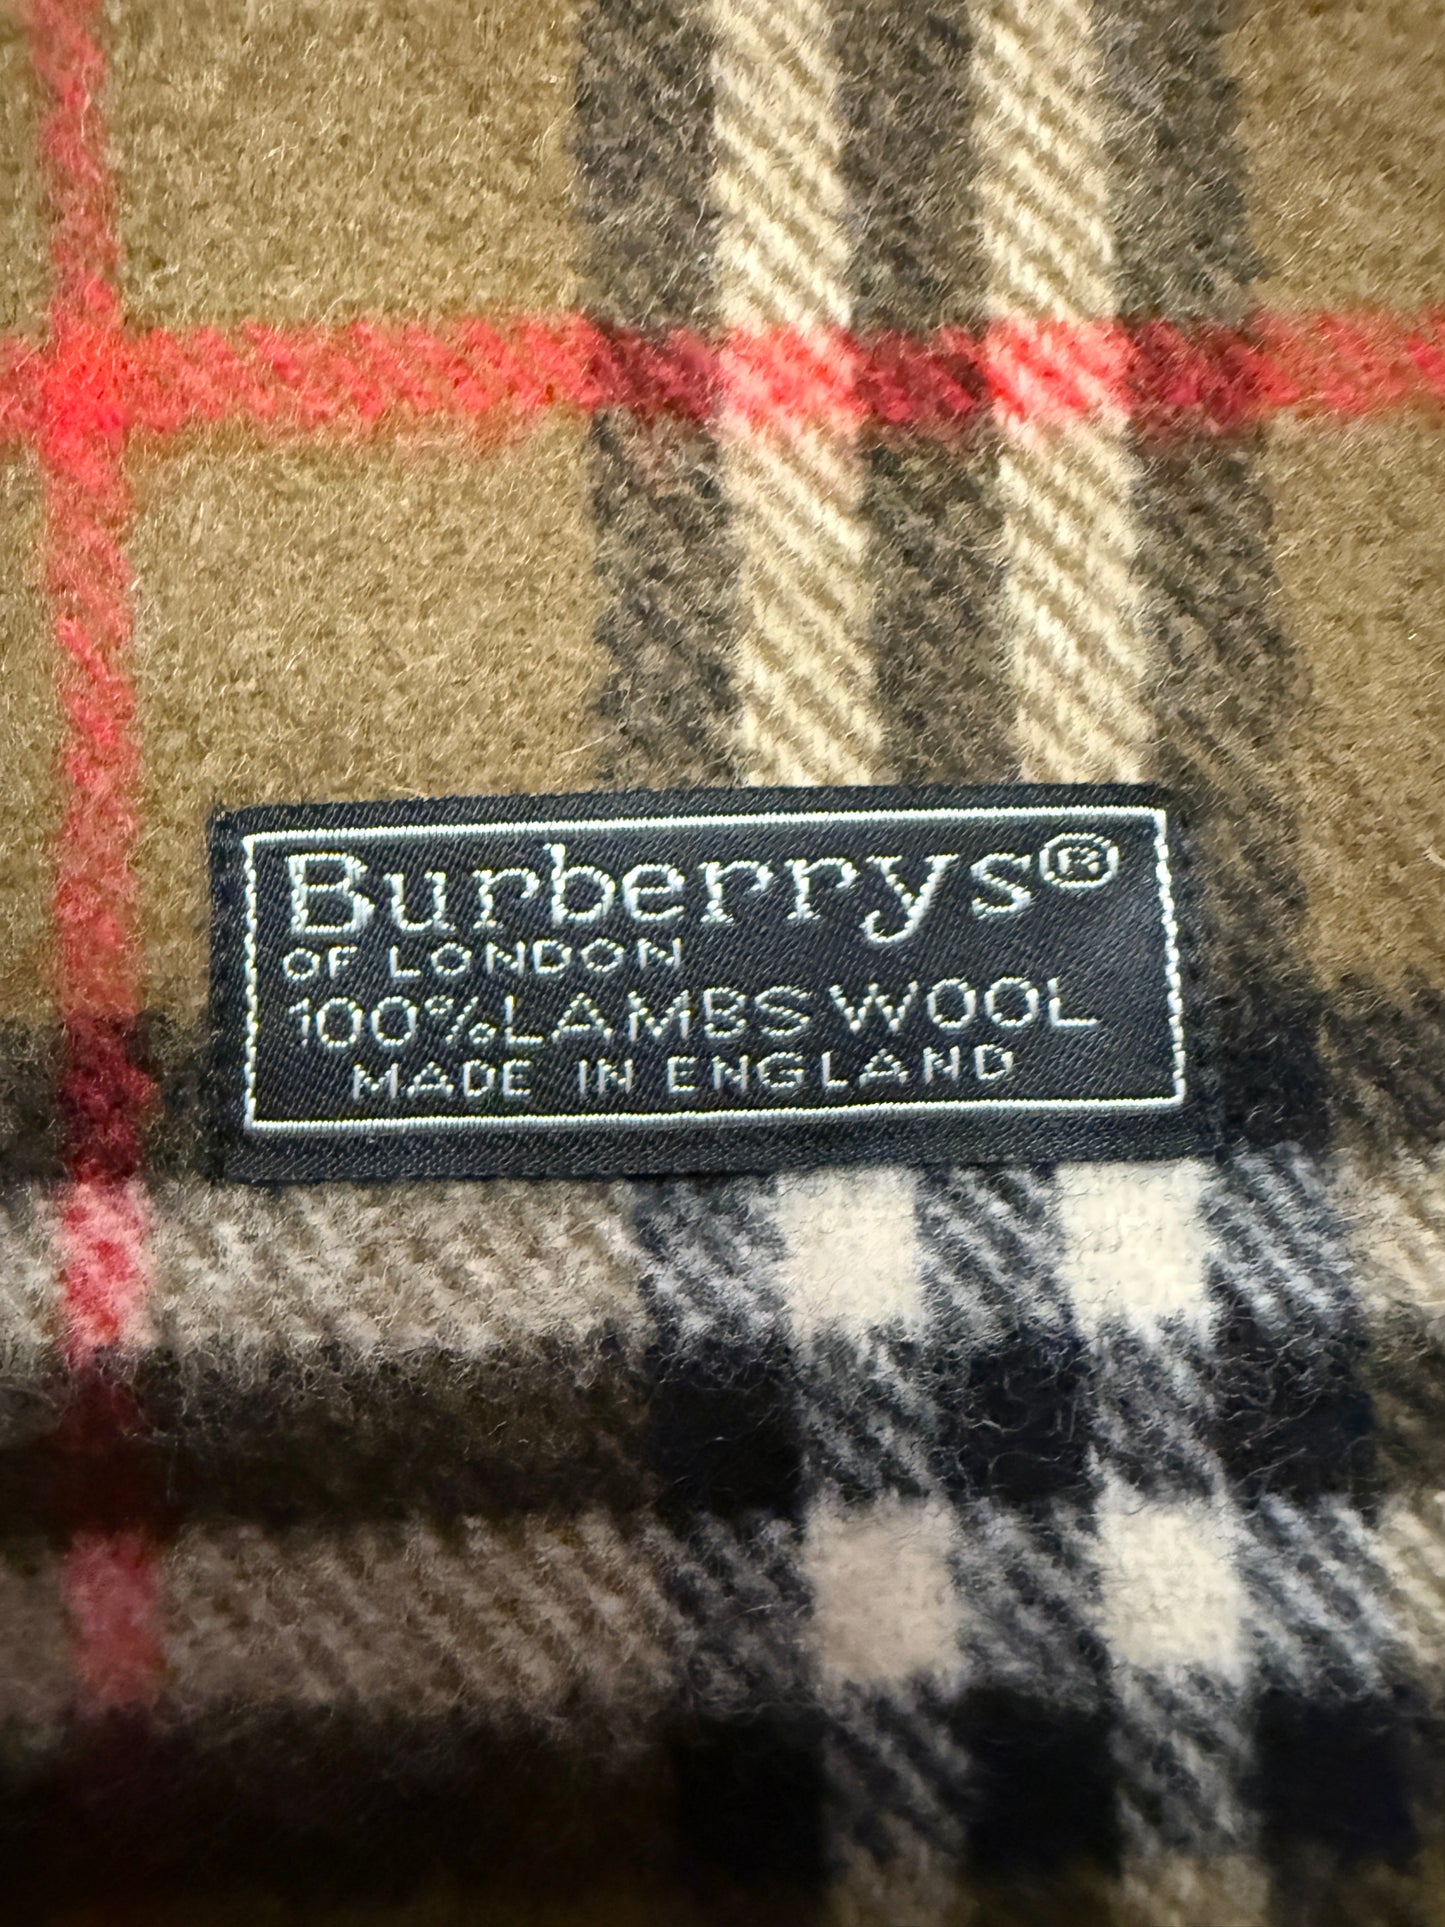 Burberrys®
OF LONDON
100% LAMBSWOOL
MADE IN ENGLAND